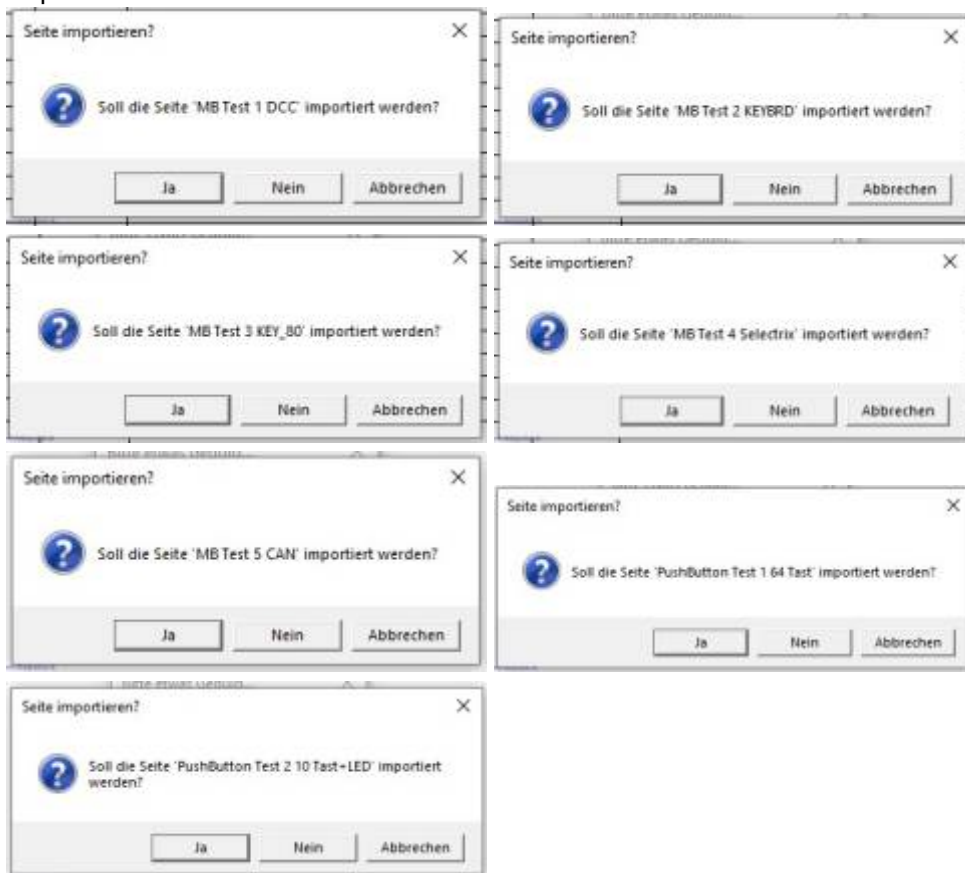 Seite importieren?
Soll die Seite 'MB Test 1 DCC' importiert werden?
Ja Nein Abbrechen
Seite importieren?
Soll die Seite 'MB Test 2 KEYBRD' importiert werden?
Ja Nein Abbrechen
Seite importieren?
Soll die Seite 'MB Test 3 KEY_80' importiert werden?
Ja Nein Abbrechen
Seite importieren?
Soll die Seite 'MB Test 4 Selectrix' importiert werden?
Ja Nein Abbrechen
Seite importieren?
Soll die Seite 'MB Test 5 CAN' importiert werden?
Ja Nein Abbrechen
Seite importieren?
Soll die Seite 'PushButton Test 1 64 Tast' importiert werden?
Ja Nein Abbrechen
Seite importieren?
Soll die Seite 'PushButton Test 2 10 Tast+LED' importiert
werden?
Ja Nein Abbrechen